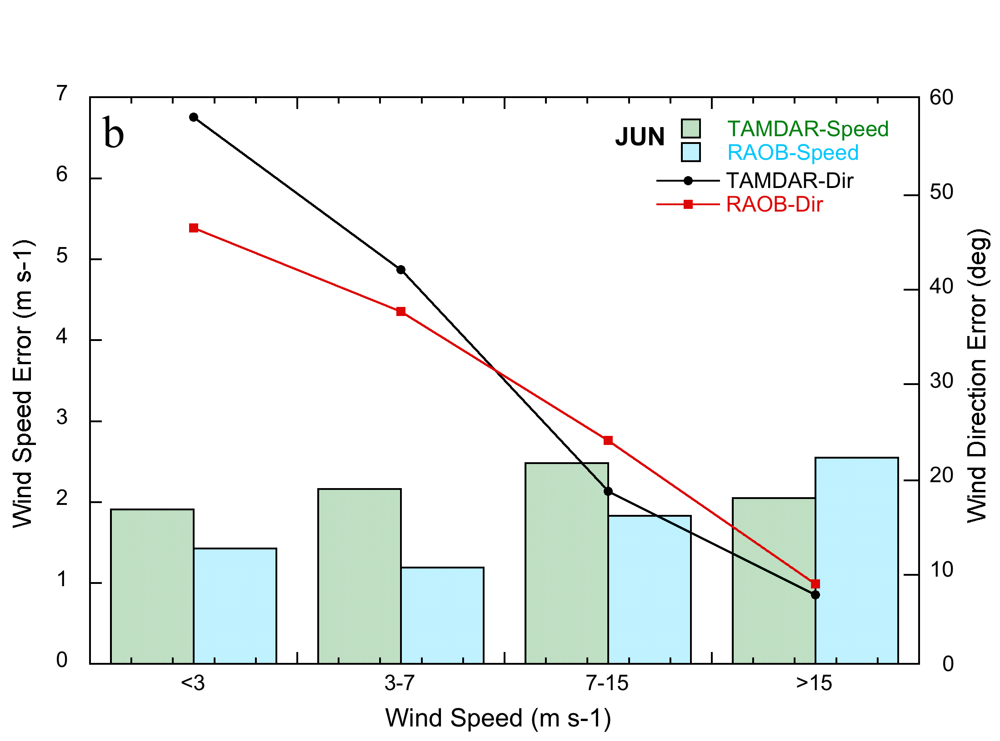 b
JUN
TAMDAR-Speed
RAOB-Speed
TAMDAR-Dir
RAOB-Dir
Wind Speed Error (m s-1)
7
6
5
4
3
2
1
0
60
50
40
30
20
10
0
Wind Direction Error (deg)
<3 3-7 7-15 >15
Wind Speed (m s-1)